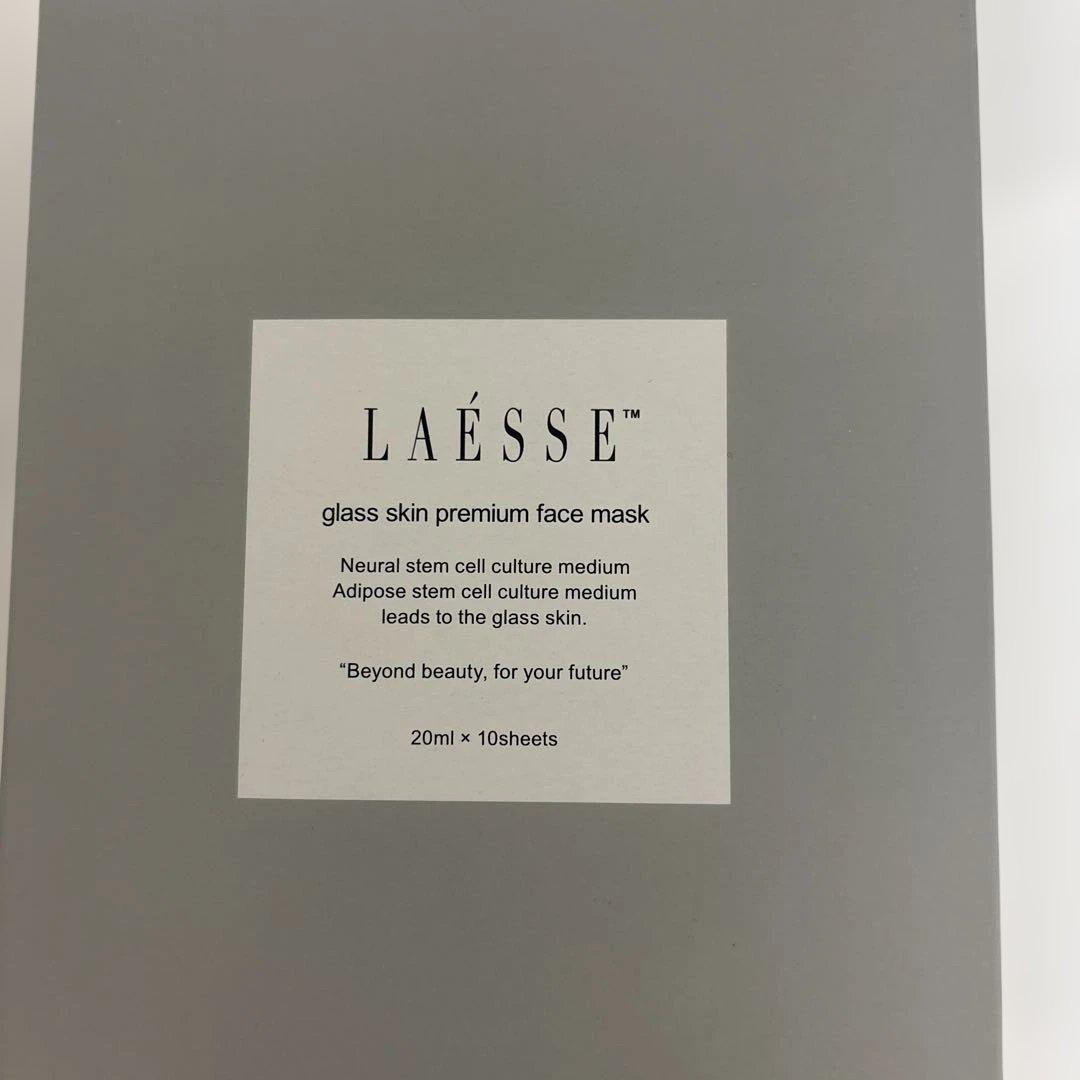 LAÉSSE™
glass skin premium face mask
Neural stem cell culture medium
Adipose stem cell culture medium
leads to the glass skin.
“Beyond beauty, for your future”
20ml × 10sheets